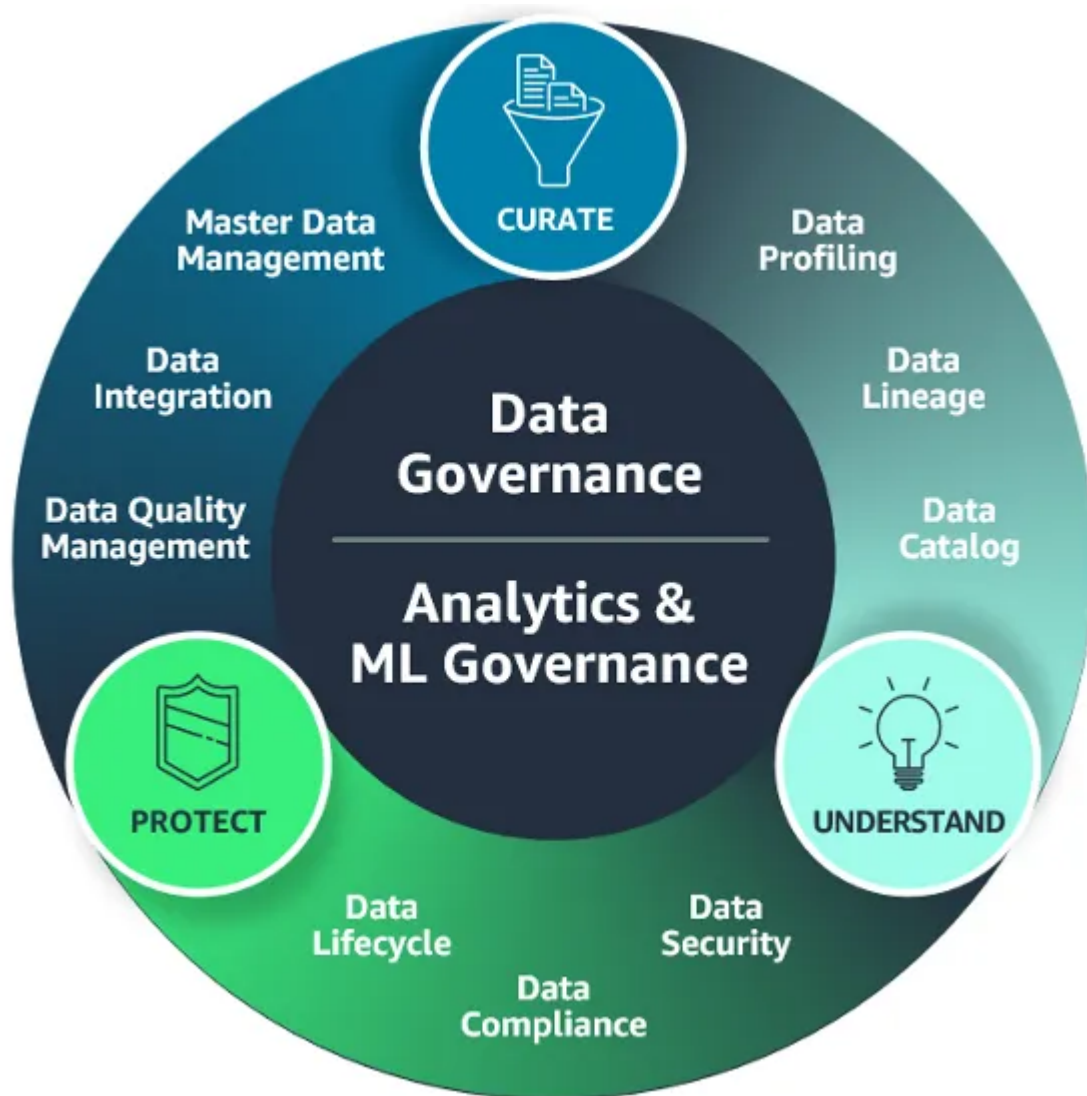 CURATE
Master Data
Management
Data
Profiling
Data
Integration
Data
Lineage
Data
Governance
Data Quality
Management
Data
Catalog
Analytics &
ML Governance
PROTECT
UNDERSTAND
Data
Lifecycle
Data
Security
Data
Compliance